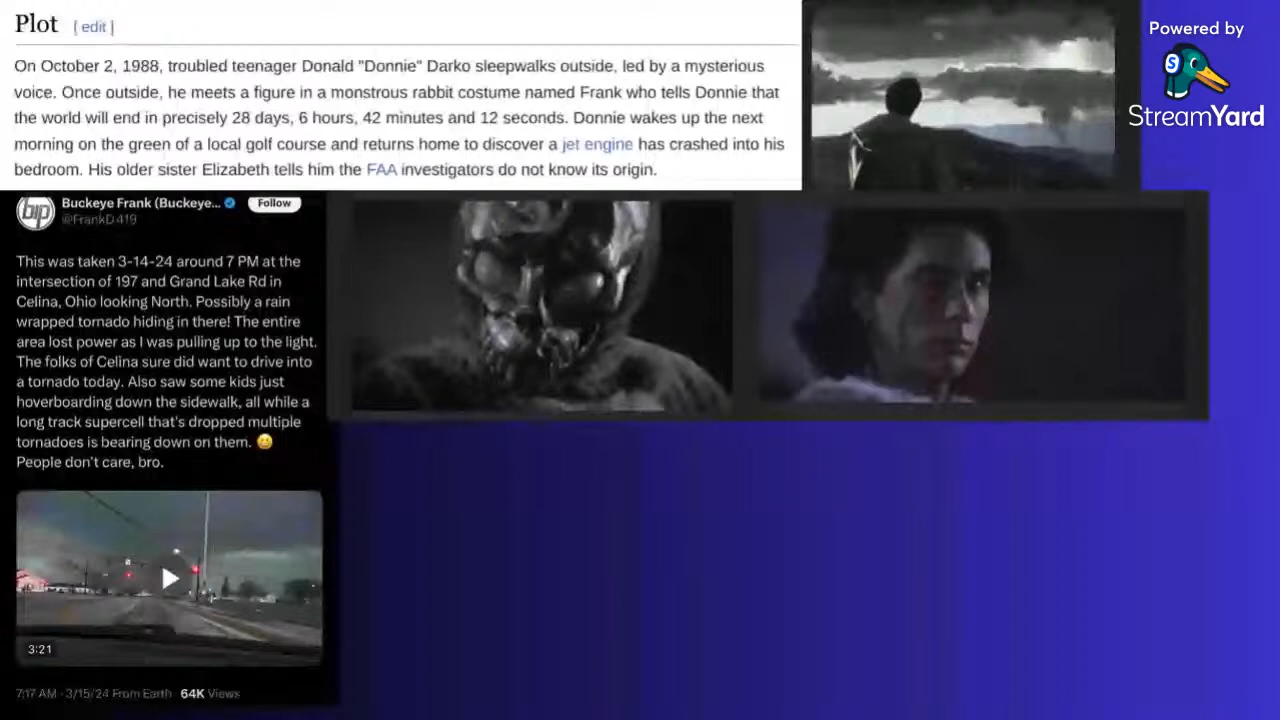 Plot [ edit ]
On October 2, 1988, troubled teenager Donald "Donnie" Darko sleepwalks outside, led by a mysterious
voice. Once outside, he meets a figure in a monstrous rabbit costume named Frank who tells Donnie that
the world will end in precisely 28 days, 6 hours, 42 minutes and 12 seconds. Donnie wakes up the next
morning on the green of a local golf course and returns home to discover a jet engine has crashed into his
bedroom. His older sister Elizabeth tells him the FAA investigators do not know its origin.
Powered by
StreamYard
Buckeye Frank (Buckeye...
Follow
@FrankD419
This was taken 3-14-24 around 7 PM at the
intersection of 197 and Grand Lake Rd in
Celina, Ohio looking North. Possibly a rain
wrapped tornado hiding in there! The entire
area lost power as I was pulling up to the light.
The folks of Celina sure did want to drive into
a tornado today. Also saw some kids just
hoverboarding down the sidewalk, all while a
long track supercell that's dropped multiple
tornadoes is bearing down on them. 😆
People don't care, bro.
3:21
7:17 AM · 3/15/24 From Earth · 64K Views